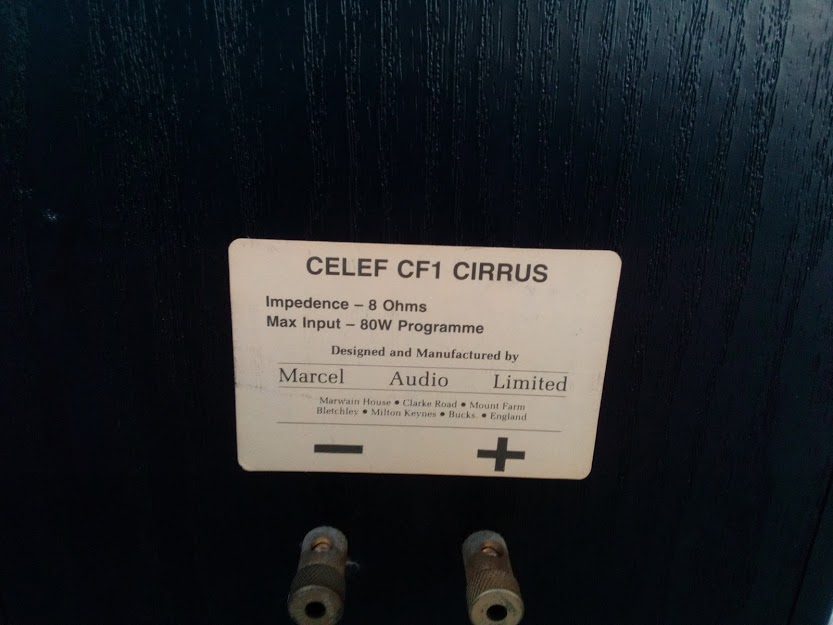 CELEF CF1 CIRRUS
Impedence – 8 Ohms
Max Input – 80W Programme
Designed and Manufactured by
Marcel Audio Limited
Marwain House • Clarke Road • Mount Farm
Bletchley • Milton Keynes • Bucks. • England
− +